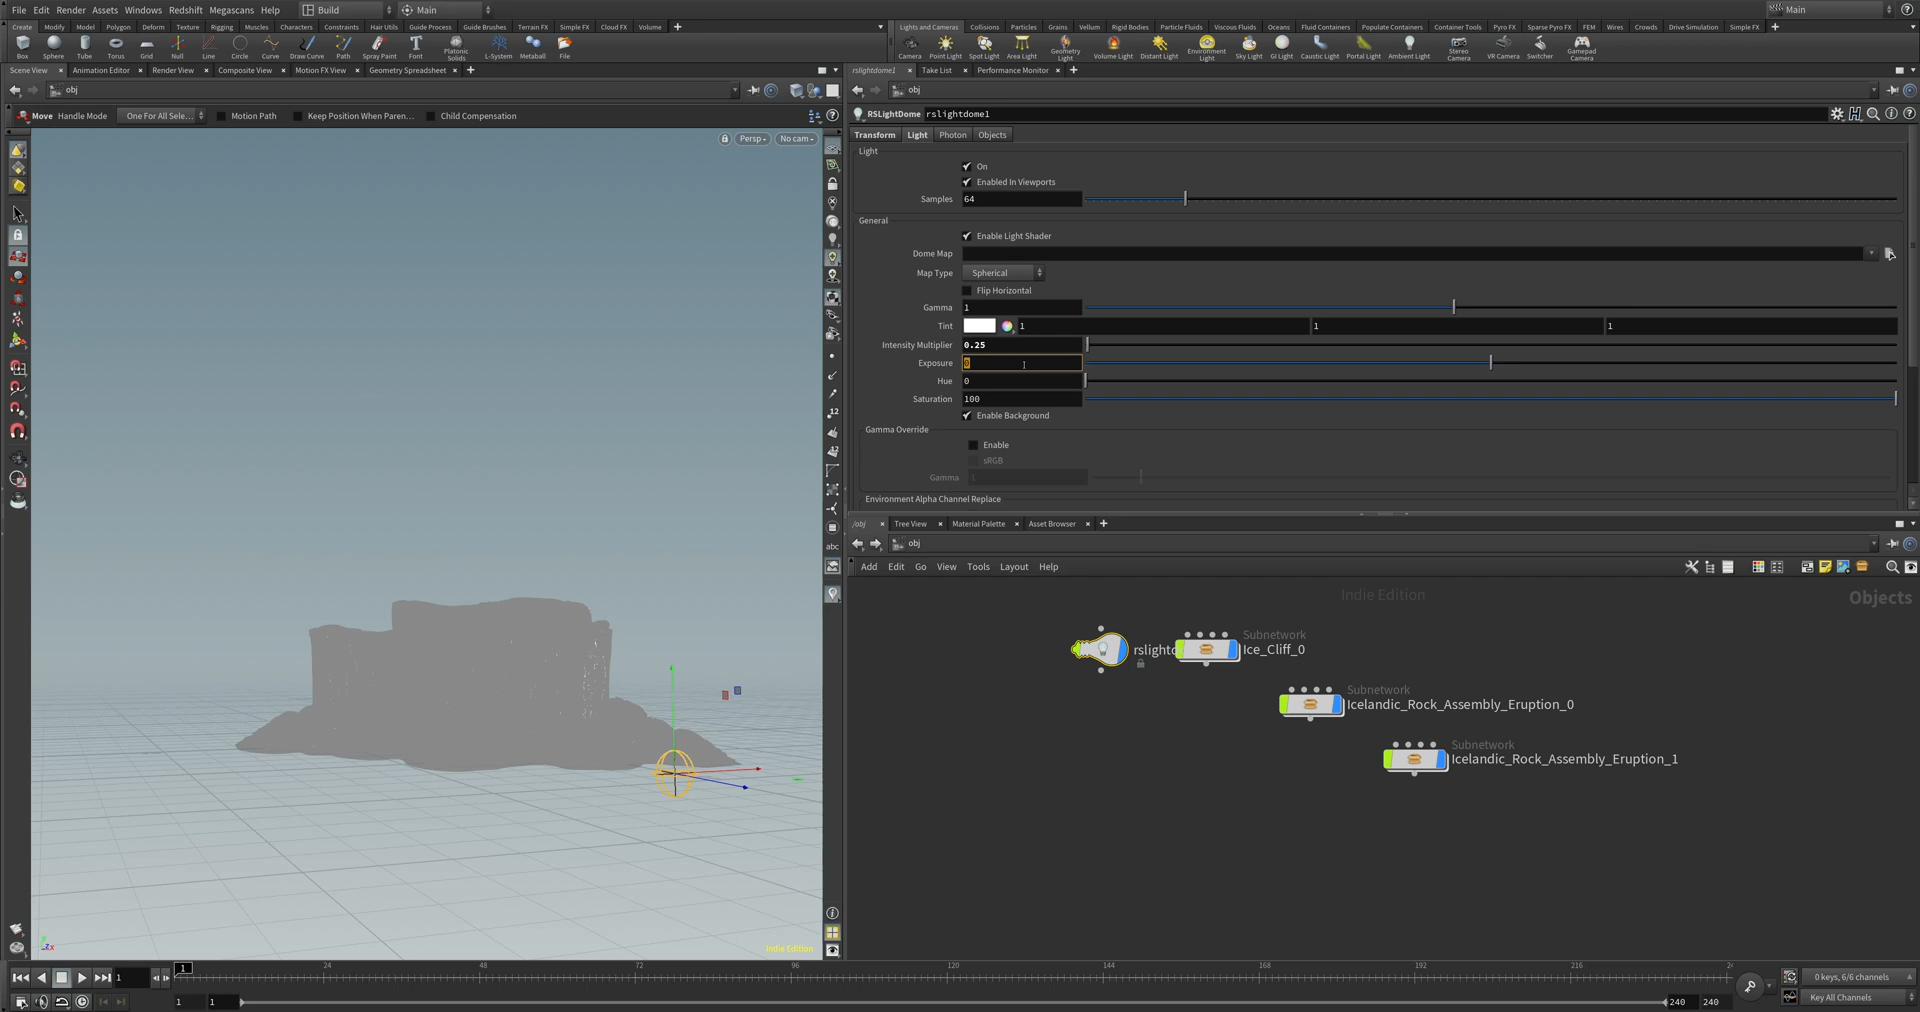 File Edit Render Assets Windows Redshift Megascans Help Build Main Main
Create Modify Model Polygon Deform Texture Rigging Muscles Characters Constraints Hair Utils Guide Process Guide Brushes Terrain FX Simple FX Cloud FX Volume
Lights and Cameras Collisions Particles Grains Vellum Rigid Bodies Particle Fluids Viscous Fluids Oceans Fluid Containers Populate Containers Container Tools Pyro FX Sparse Pyro FX FEM Wires Crowds Drive Simulation Simple FX
Box Sphere Tube Torus Grid Null Line Circle Curve Draw Curve Path Spray Paint Font Platonic Solids L-System Metaball File
Camera Point Light Spot Light Area Light Geometry Light Volume Light Distant Light Environment Light Sky Light GI Light Caustic Light Portal Light Ambient Light Stereo Camera VR Camera Switcher Gamepad Camera
Scene View Animation Editor Render View Composite View Motion FX View Geometry Spreadsheet
rslightdome1 Take List Performance Monitor
obj
obj
Move Handle Mode One For All Sele... Motion Path Keep Position When Paren... Child Compensation
RSLightDome rslightdome1
Persp No cam
Transform Light Photon Objects
Light
On
Enabled In Viewports
Samples 64
General
Enable Light Shader
Dome Map
Map Type Spherical
Flip Horizontal
Gamma 1
Tint 1 1 1
Intensity Multiplier 0.25
Exposure 0
Hue 0
Saturation 100
Enable Background
Gamma Override
Enable
sRGB
Gamma 1
Environment Alpha Channel Replace
/obj Tree View Material Palette Asset Browser
obj
abc
Add Edit Go View Tools Layout Help
Indie Edition Objects
Subnetwork
rslightd Ice_Cliff_0
Subnetwork
Icelandic_Rock_Assembly_Eruption_0
Subnetwork
Icelandic_Rock_Assembly_Eruption_1
Indie Edition
1 1 24 48 72 96 120 144 168 192 216 0 keys, 6/6 channels
1 1 240 240 Key All Channels